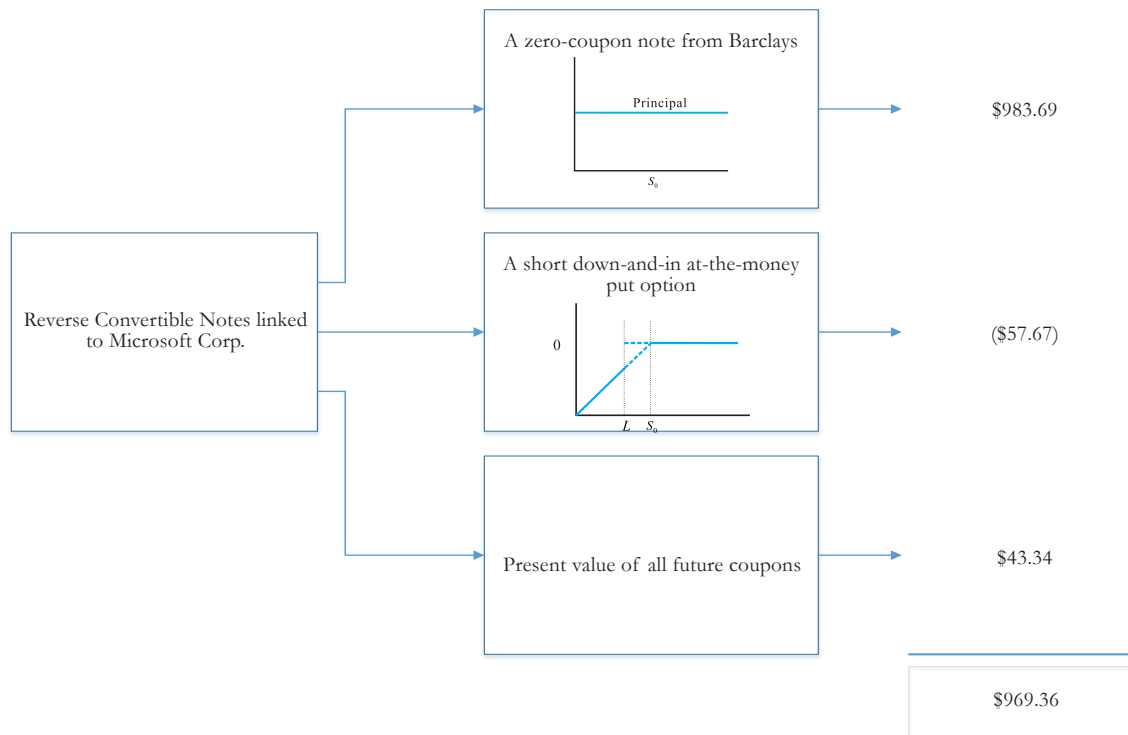 A zero-coupon note from Barclays
Principal
S₀
$983.69
Reverse Convertible Notes linked
to Microsoft Corp.
A short down-and-in at-the-money
put option
0
L S₀
($57.67)
Present value of all future coupons
$43.34
$969.36